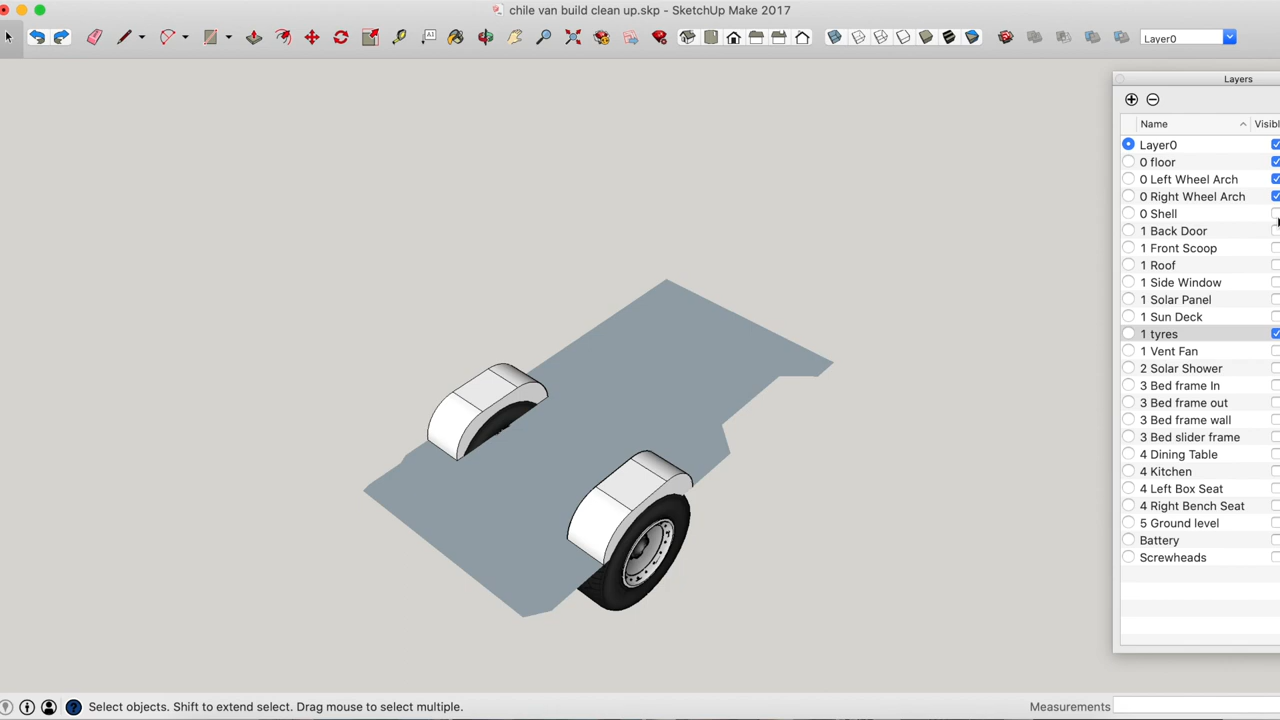 chile van build clean up.skp - SketchUp Make 2017
A1
Layer0
Layers
Name Visibl
Layer0
0 floor
0 Left Wheel Arch
0 Right Wheel Arch
0 Shell
1 Back Door
1 Front Scoop
1 Roof
1 Side Window
1 Solar Panel
1 Sun Deck
1 tyres
1 Vent Fan
2 Solar Shower
3 Bed frame In
3 Bed frame out
3 Bed frame wall
3 Bed slider frame
4 Dining Table
4 Kitchen
4 Left Box Seat
4 Right Bench Seat
5 Ground level
Battery
Screwheads
? Select objects. Shift to extend select. Drag mouse to select multiple. Measurements